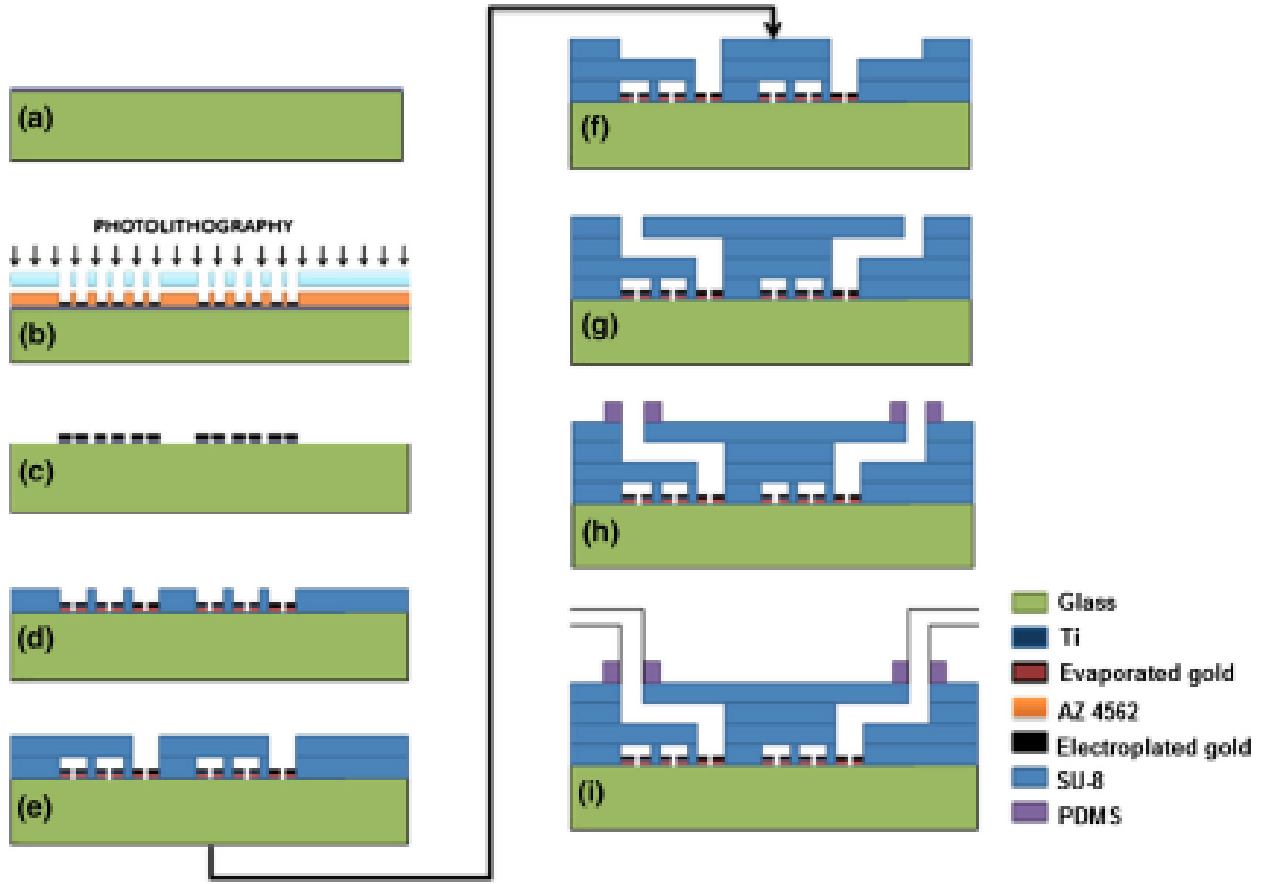 (a)
PHOTOLITHOGRAPHY
(b)
(c)
(d)
(e)
(f)
(g)
(h)
(i)
Glass
Ti
Evaporated gold
AZ 4562
Electroplated gold
SU-8
PDMS